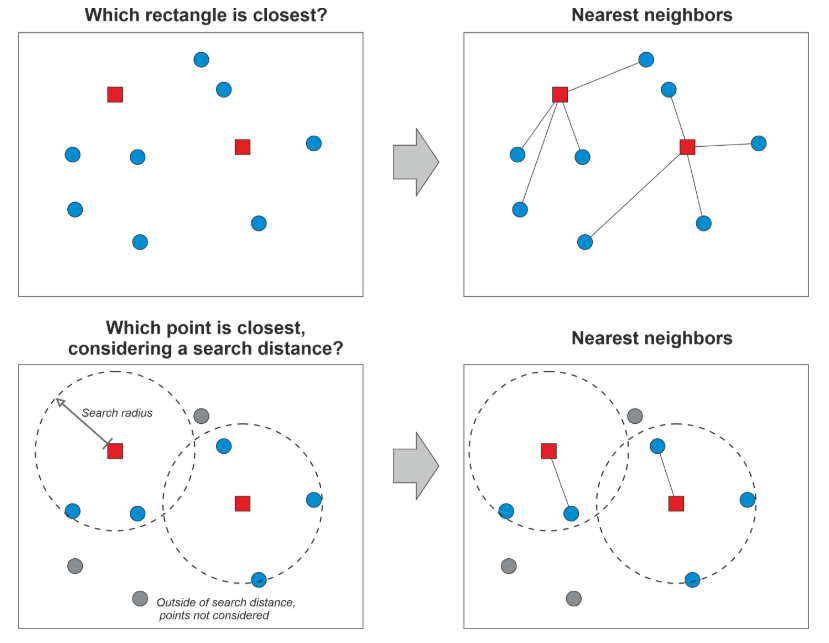 Which rectangle is closest?
Nearest neighbors
Which point is closest,
considering a search distance?
Nearest neighbors
Search radius
Outside of search distance,
points not considered